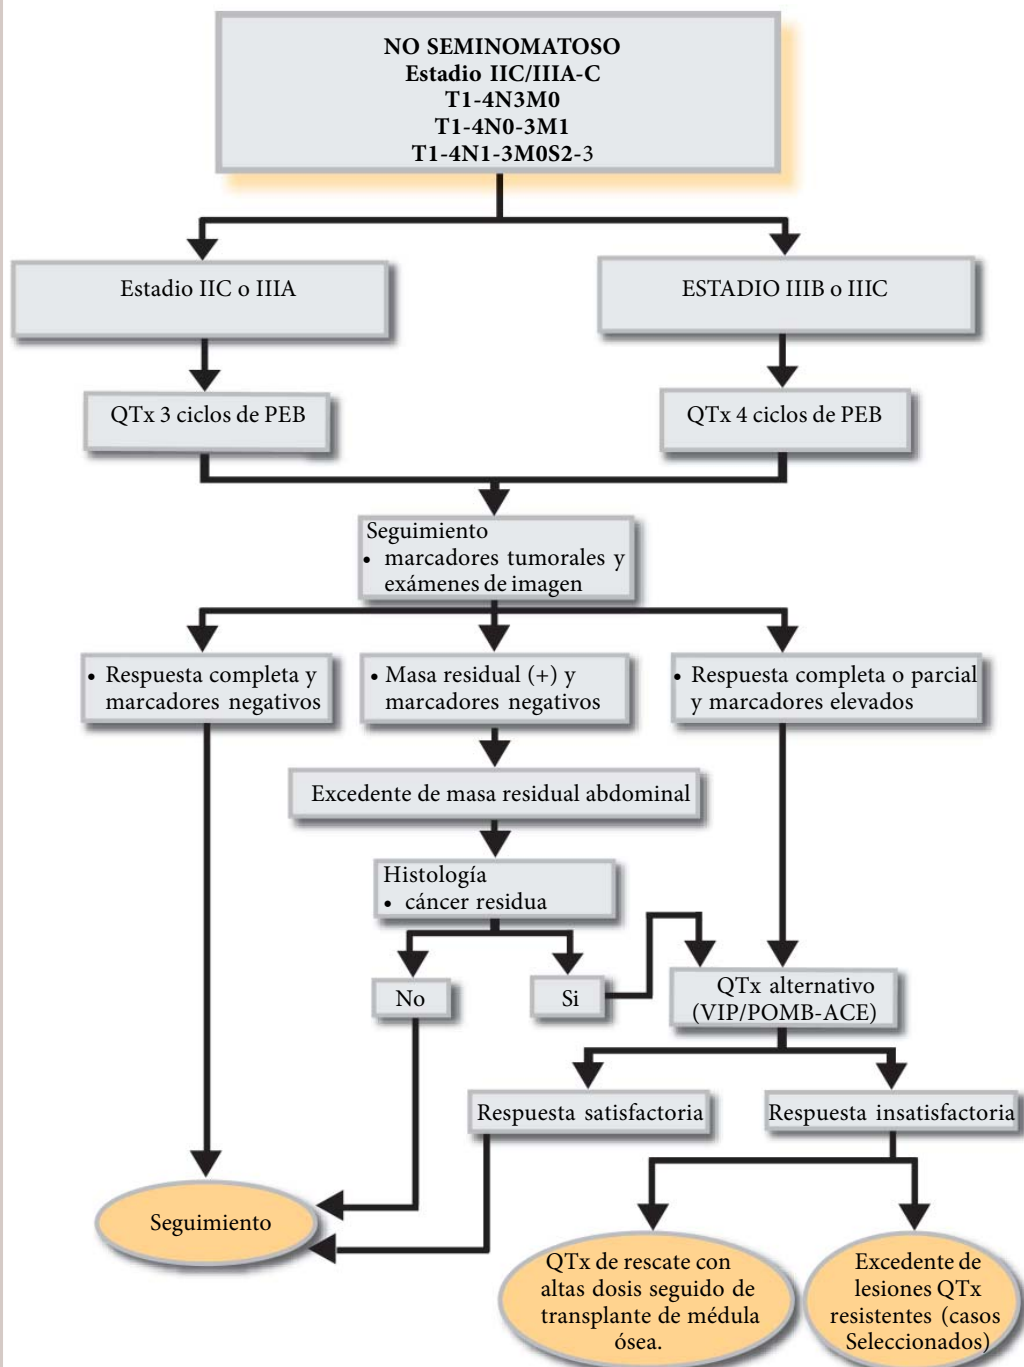 NO SEMINOMATOSO
Estadio IIC/IIIA-C
T1-4N3M0
T1-4N0-3M1
T1-4N1-3M0S2-3
Estadio IIC o IIIA
ESTADIO IIIB o IIIC
QTx 3 ciclos de PEB
QTx 4 ciclos de PEB
Seguimiento
• marcadores tumorales y
exámenes de imagen
• Respuesta completa y
marcadores negativos
• Masa residual (+) y
marcadores negativos
• Respuesta completa o parcial
y marcadores elevados
Excedente de masa residual abdominal
Histología
• cáncer residua
No
Si
QTx alternativo
(VIP/POMB-ACE)
Respuesta satisfactoria
Respuesta insatisfactoria
Seguimiento
QTx de rescate con
altas dosis seguido de
transplante de médula
ósea.
Excedente de
lesiones QTx
resistentes (casos
Seleccionados)